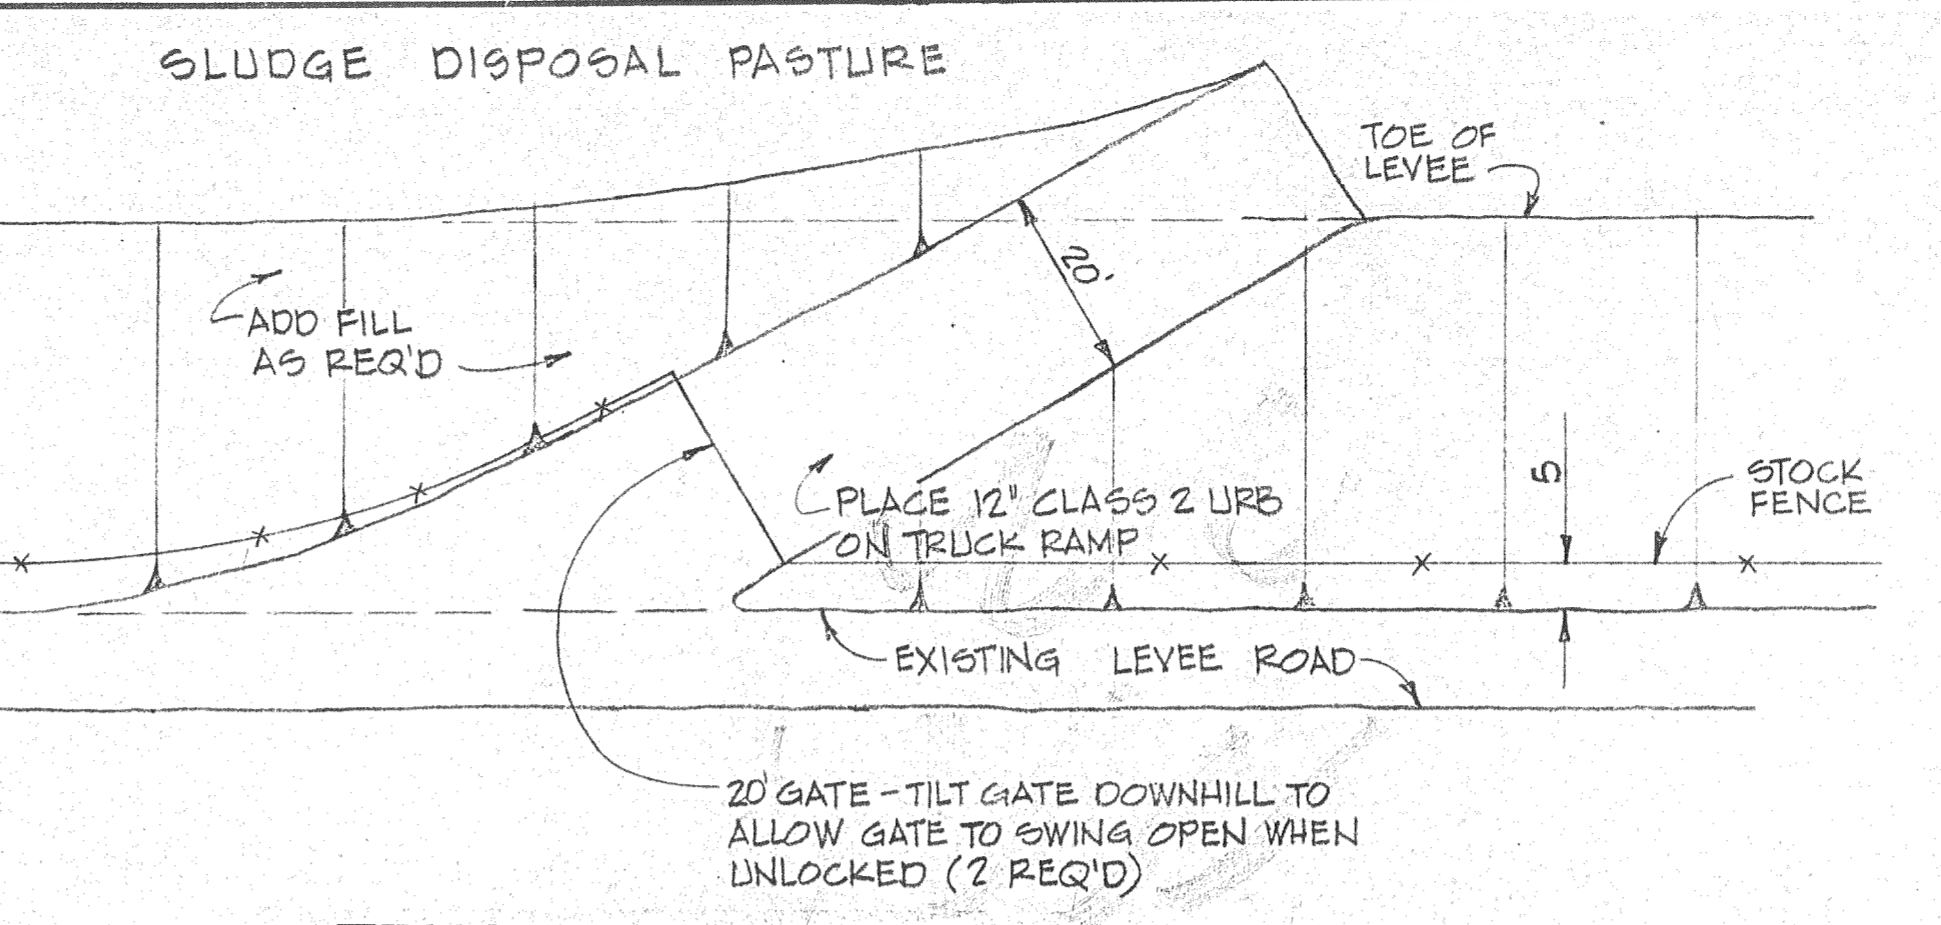 SLUDGE DISPOSAL PASTURE
TOE OF
LEVEE
20'
ADD FILL
AS REQ'D
5
STOCK
FENCE
PLACE 12" CLASS 2 URB
ON TRUCK RAMP
EXISTING LEVEE ROAD
20' GATE - TILT GATE DOWNHILL TO
ALLOW GATE TO SWING OPEN WHEN
UNLOCKED (2 REQ'D)